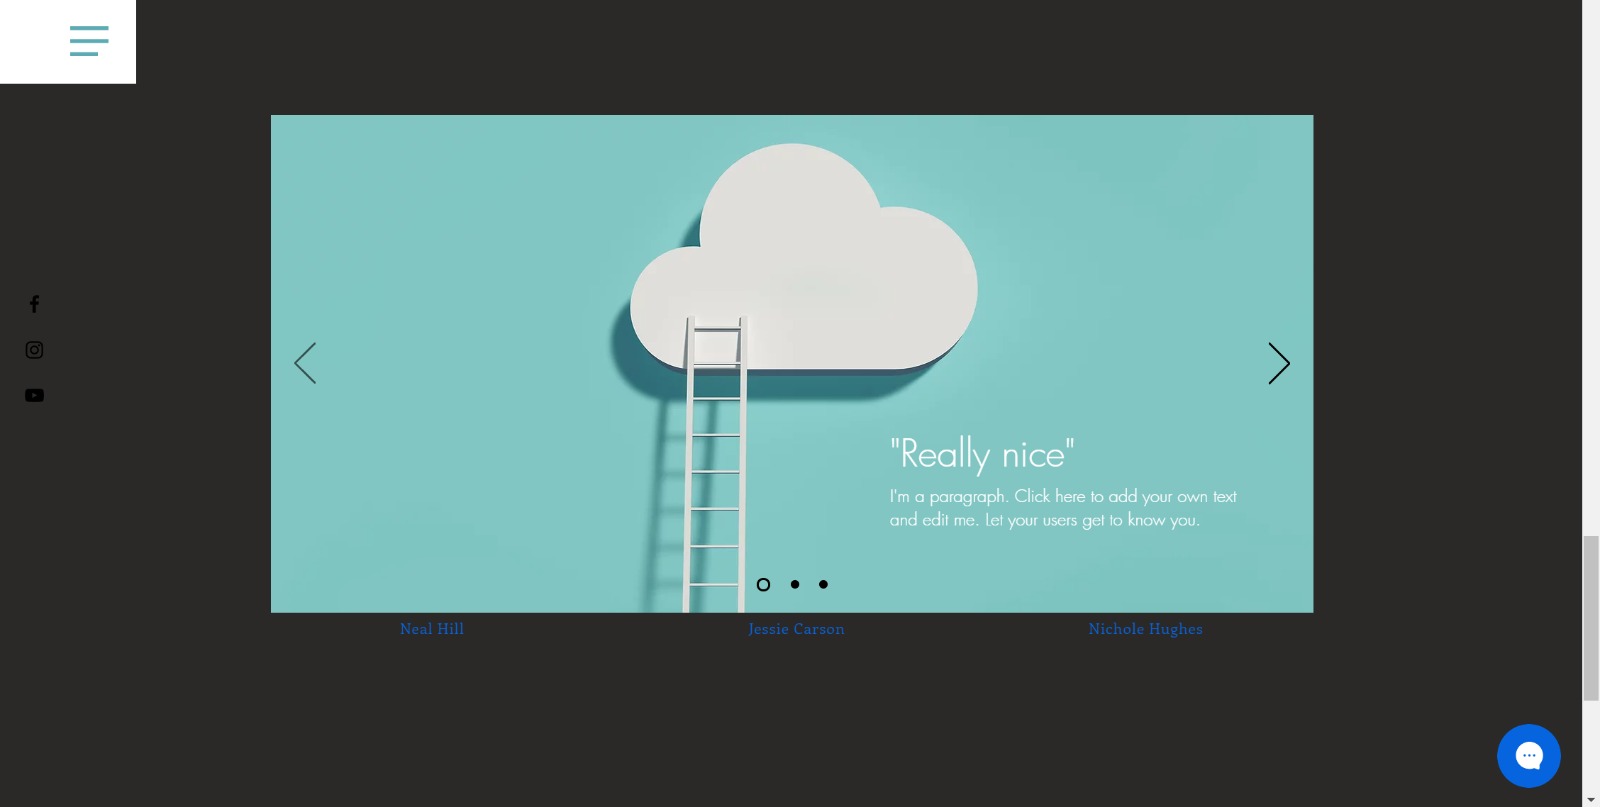 "Really nice"
I'm a paragraph. Click here to add your own text
and edit me. Let your users get to know you.
Neal Hill
Jessie Carson
Nichole Hughes